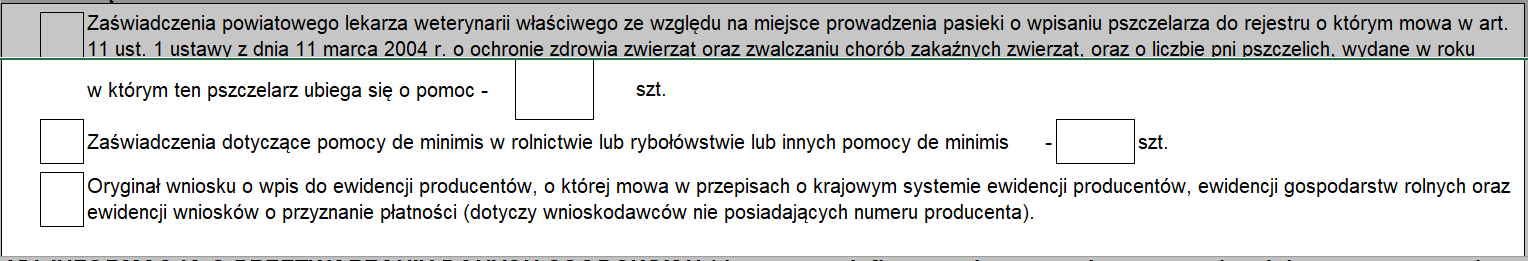 Zaświadczenia powiatowego lekarza weterynarii właściwego ze względu na miejsce prowadzenia pasieki o wpisaniu pszczelarza do rejestru o którym mowa w art.
11 ust. 1 ustawy z dnia 11 marca 2004 r. o ochronie zdrowia zwierzat oraz zwalczaniu chorób zakaźnych zwierzat, oraz o liczbie pni pszczelich, wydane w roku
w którym ten pszczelarz ubiega się o pomoc - szt.
Zaświadczenia dotyczące pomocy de minimis w rolnictwie lub rybołówstwie lub innych pomocy de minimis - szt.
Oryginał wniosku o wpis do ewidencji producentów, o której mowa w przepisach o krajowym systemie ewidencji producentów, ewidencji gospodarstw rolnych oraz
ewidencji wniosków o przyznanie płatności (dotyczy wnioskodawców nie posiadających numeru producenta).